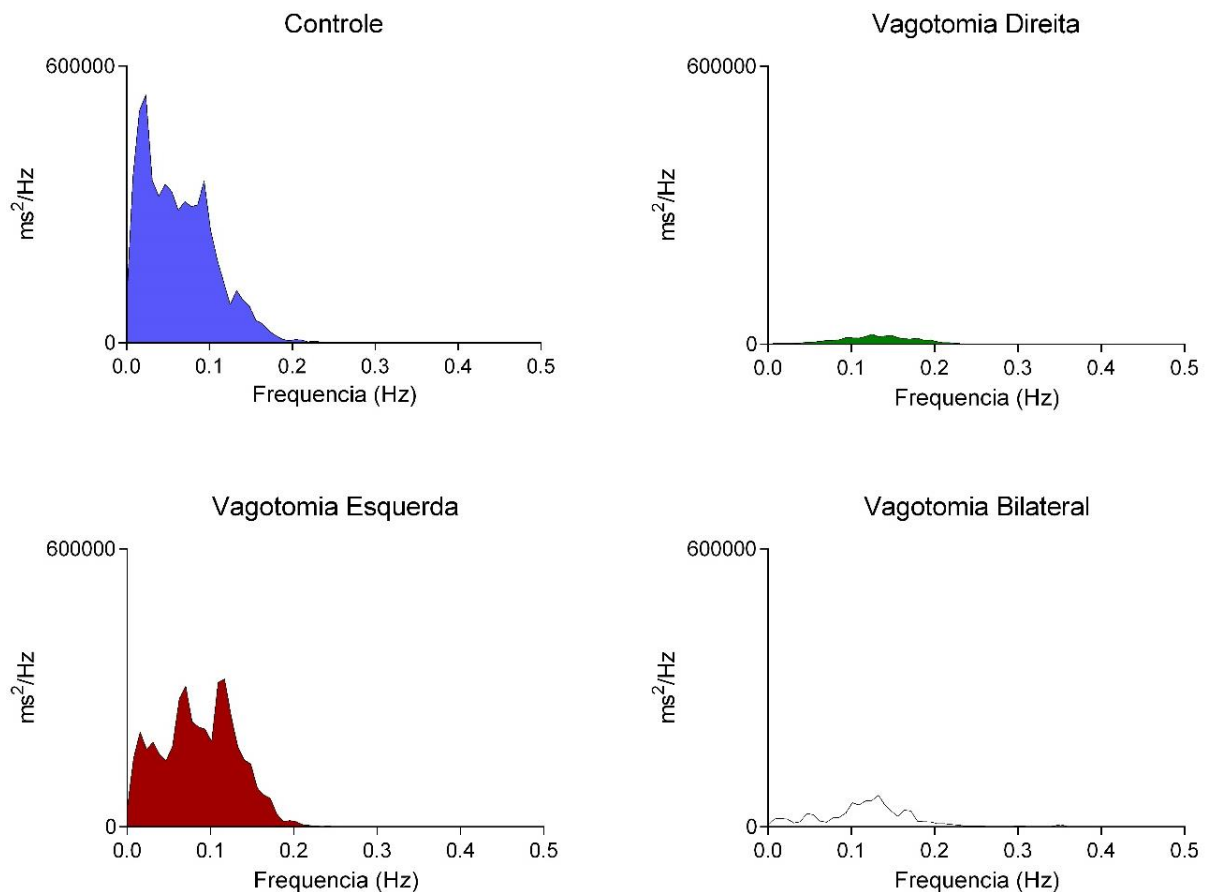 Controle
600000
0
ms²/Hz
0.0 0.1 0.2 0.3 0.4 0.5
Frequencia (Hz)
Vagotomia Direita
600000
0
ms²/Hz
0.0 0.1 0.2 0.3 0.4 0.5
Frequencia (Hz)
Vagotomia Esquerda
600000
0
ms²/Hz
0.0 0.1 0.2 0.3 0.4 0.5
Frequencia (Hz)
Vagotomia Bilateral
600000
0
ms²/Hz
0.0 0.1 0.2 0.3 0.4 0.5
Frequencia (Hz)